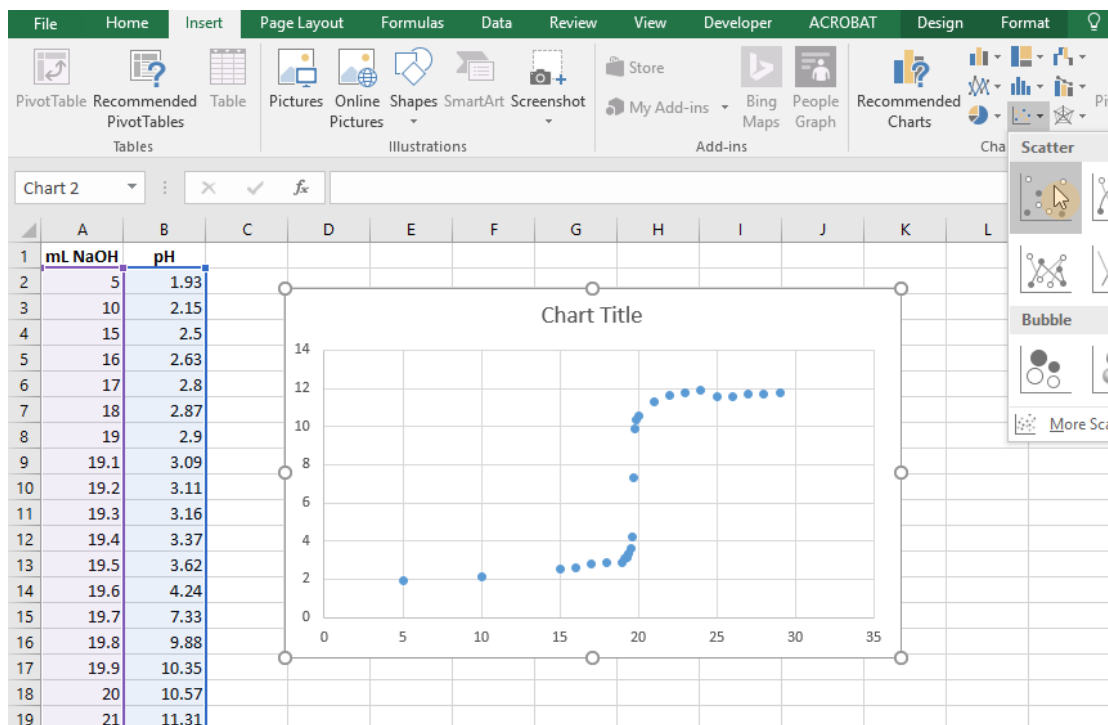 File Home Insert Page Layout Formulas Data Review View Developer ACROBAT Design Format
PivotTable Recommended PivotTables Table
Tables
Pictures Online Pictures Shapes SmartArt Screenshot
Illustrations
Store
My Add-ins
Bing Maps People Graph
Add-ins
Recommended Charts
Cha
Pi
Scatter
Bubble
More Sca
Chart 2 fx
A B C D E F G H I J K L
1 mL NaOH pH
2 5 1.93
3 10 2.15
4 15 2.5
5 16 2.63
6 17 2.8
7 18 2.87
8 19 2.9
9 19.1 3.09
10 19.2 3.11
11 19.3 3.16
12 19.4 3.37
13 19.5 3.62
14 19.6 4.24
15 19.7 7.33
16 19.8 9.88
17 19.9 10.35
18 20 10.57
19 21 11.31
Chart Title
14
12
10
8
6
4
2
0
0 5 10 15 20 25 30 35